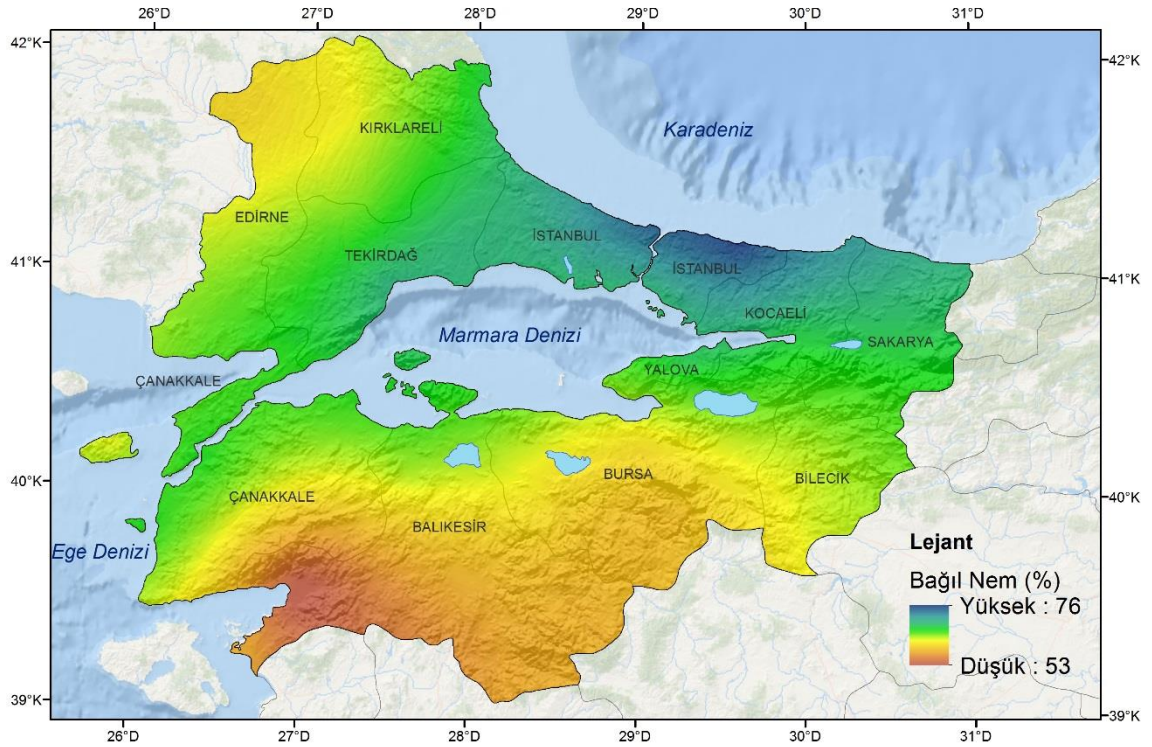 26°D 27°D 28°D 29°D 30°D 31°D
42°K
42°K
KIRKLARELİ
Karadeniz
EDİRNE
İSTANBUL
TEKİRDAĞ
41°K
İSTANBUL
41°K
KOCAELİ
Marmara Denizi
SAKARYA
YALOVA
ÇANAKKALE
40°K
BURSA
BİLECİK
ÇANAKKALE
40°K
BALIKESİR
Ege Denizi
Lejant
Bağıl Nem (%)
Yüksek : 76
Düşük : 53
39°K
39°K
26°D 27°D 28°D 29°D 30°D 31°D